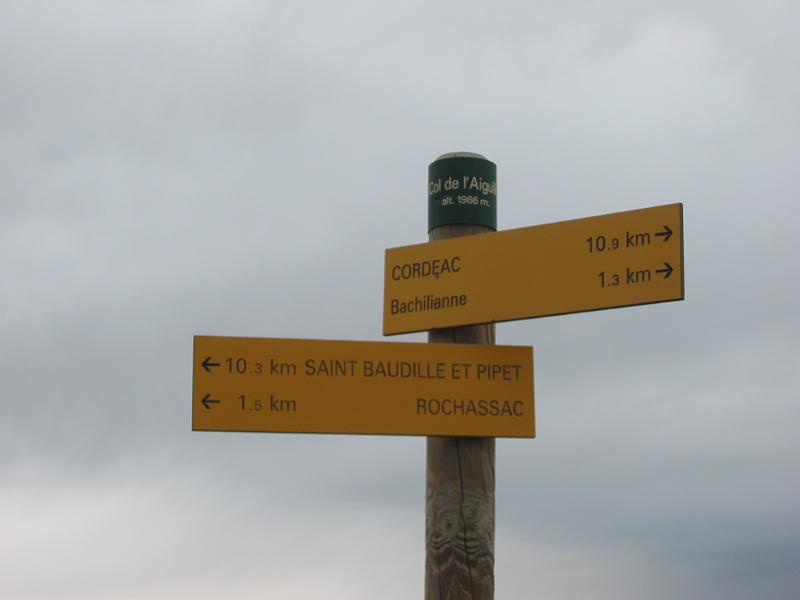 Col de l'Aiguil
alt. 1966 m.
CORDEAC 10.9 km →
Bachilianne 1.3 km →
← 10.3 km SAINT BAUDILLE ET PIPET
← 1.5 km ROCHASSAC